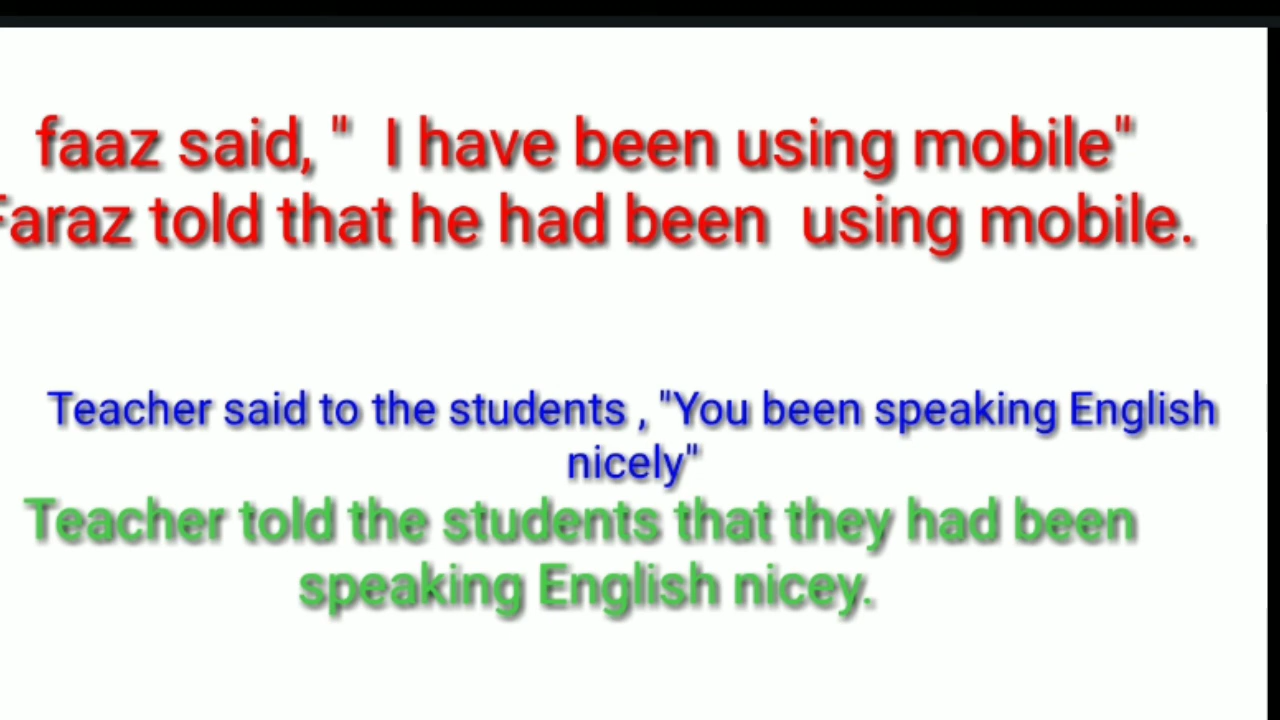 faaz said, " I have been using mobile"
Faraz told that he had been using mobile.
Teacher said to the students , "You been speaking English
nicely"
Teacher told the students that they had been
speaking English nicey.